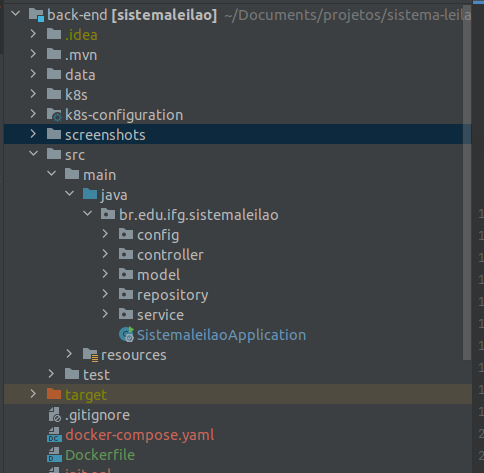 back-end [sistemaleilao] ~/Documents/projetos/sistema-leila
.idea
.mvn
data
k8s
k8s-configuration
screenshots
src
main
java
br.edu.ifg.sistemaleilao
config
controller
model
repository
service
SistemaleilaoApplication
resources
test
target
.gitignore
docker-compose.yaml
Dockerfile